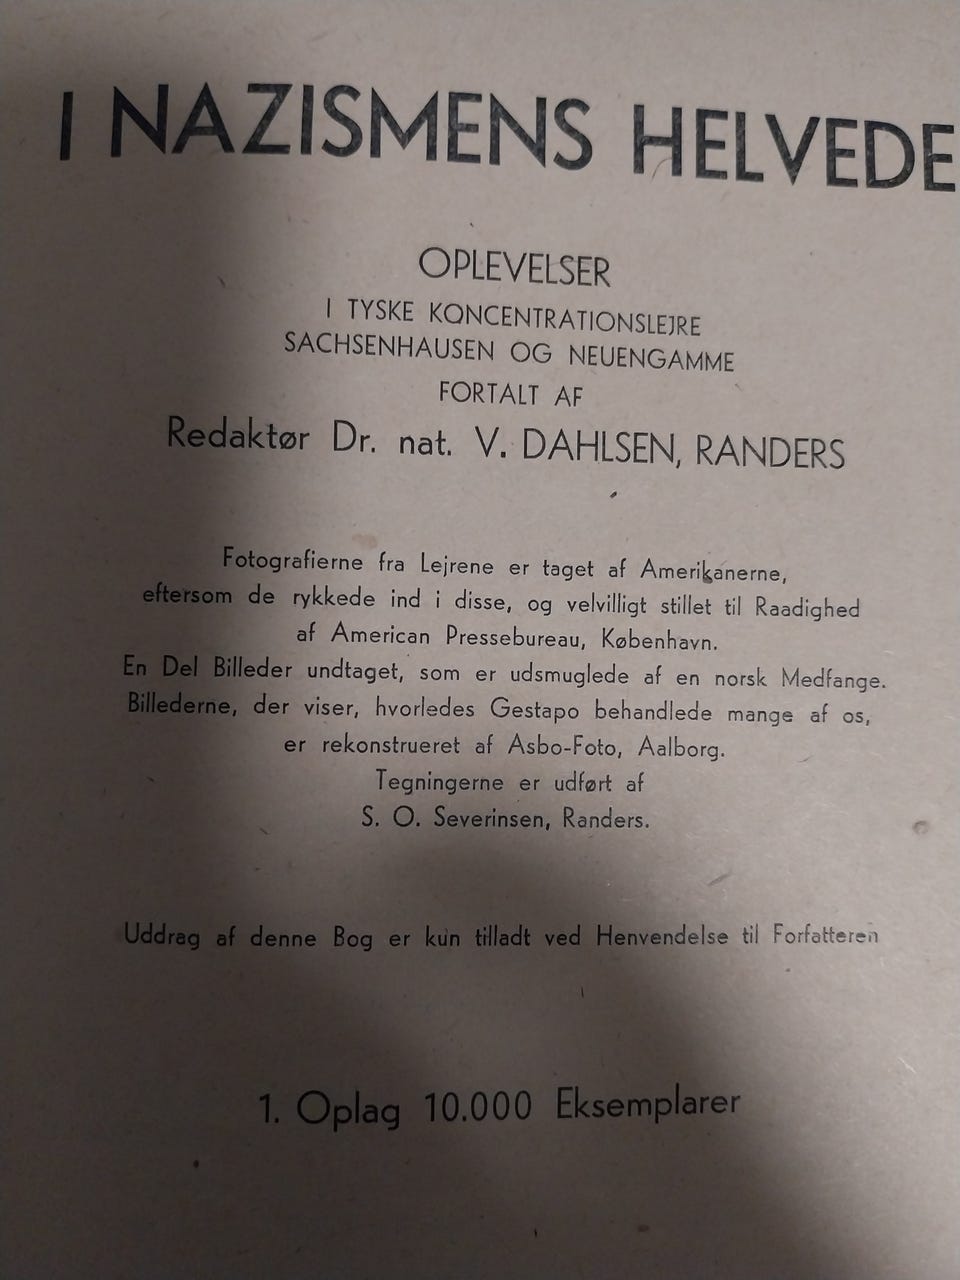 I NAZISMENS HELVEDE
OPLEVELSER
I TYSKE KONCENTRATIONSLEJRE
SACHSENHAUSEN OG NEUENGAMME
FORTALT AF
Redaktør Dr. nat. V. DAHLSEN, RANDERS
Fotografierne fra Lejrene er taget af Amerikanerne,
eftersom de rykkede ind i disse, og velvilligt stillet til Raadighed
af American Pressebureau, København.
En Del Billeder undtaget, som er udsmuglede af en norsk Medfange.
Billederne, der viser, hvorledes Gestapo behandlede mange af os,
er rekonstrueret af Asbo-Foto, Aalborg.
Tegningerne er udført af
S. O. Severinsen, Randers.
Uddrag af denne Bog er kun tilladt ved Henvendelse til Forfatteren
1. Oplag 10.000 Eksemplarer